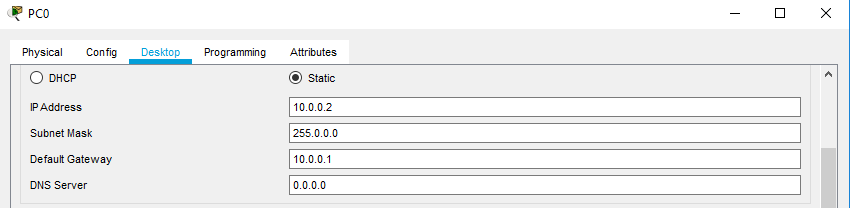 PC0
Physical Config Desktop Programming Attributes
DHCP Static
IP Address 10.0.0.2
Subnet Mask 255.0.0.0
Default Gateway 10.0.0.1
DNS Server 0.0.0.0